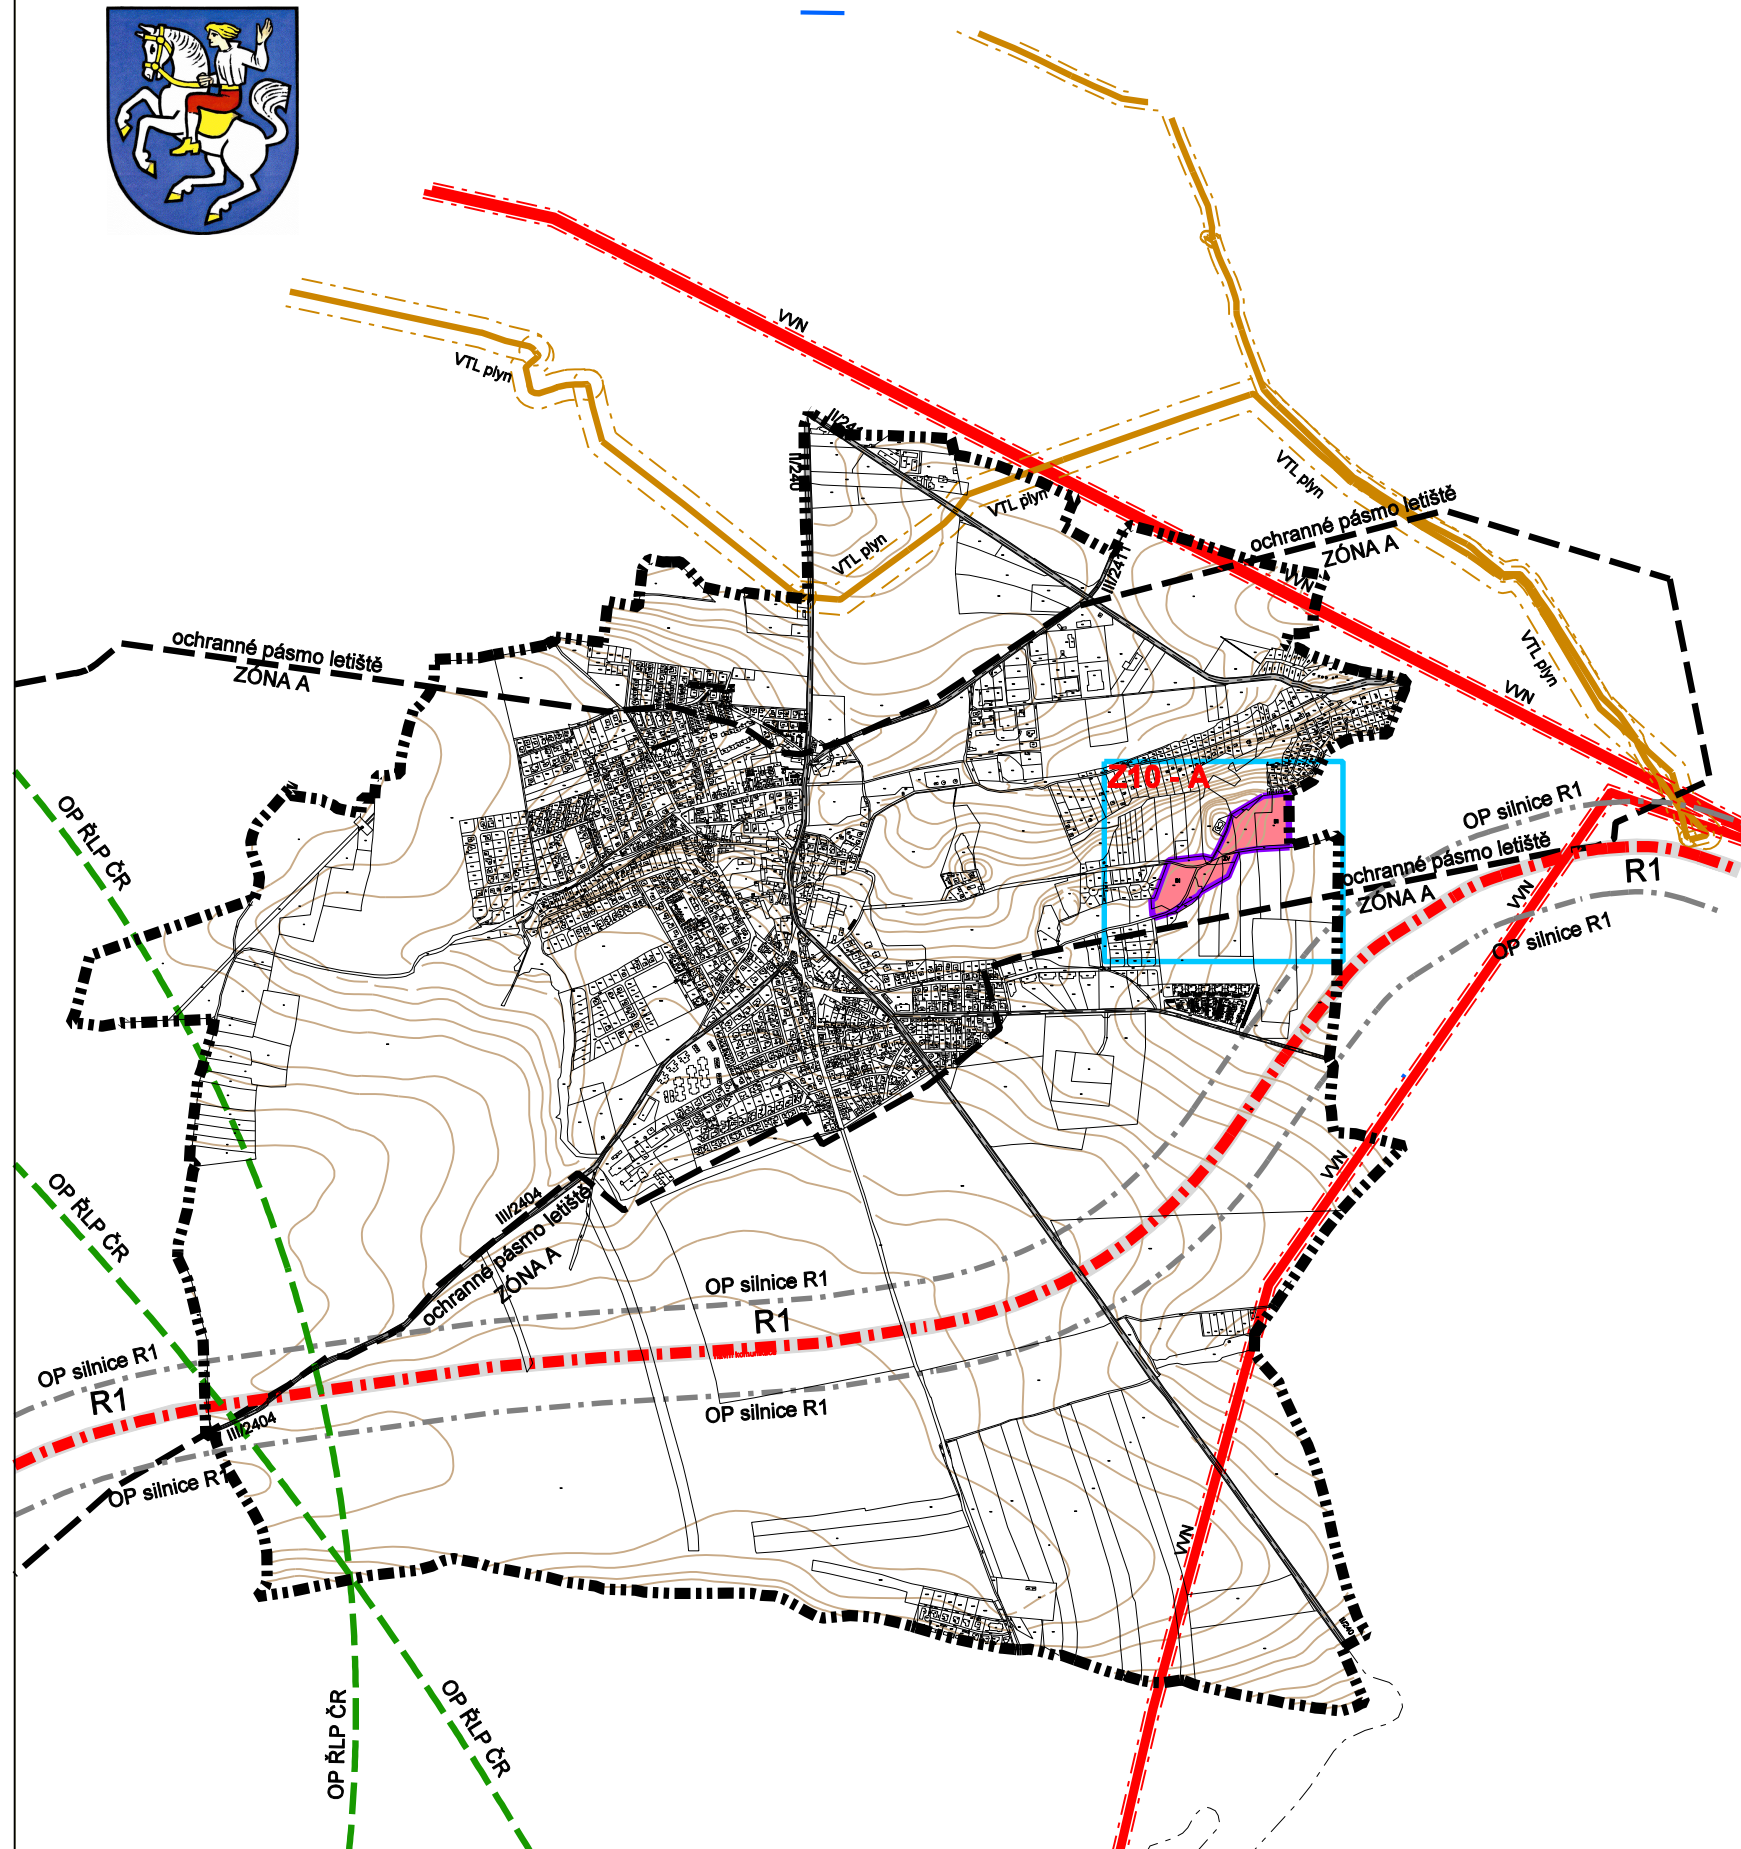 VVN
VTL plyn
II/240
VTL plyn
VTL plyn
VTL plyn
ochranné pásmo letiště
ZÓNA A
III/2411
VVN
ochranné pásmo letiště
ZÓNA A
VTL plyn
VVN
Z10 - A
OP ŘLP ČR
OP silnice R1
ochranné pásmo letiště
ZÓNA A
R1
VVN
OP silnice R1
OP ŘLP ČR
VVN
III/2404
ochranné pásmo letiště
ZÓNA A
OP silnice R1
R1
OP silnice R1
R1
OP silnice R1
III/2404
OP silnice R1
VVN
II/240
OP ŘLP ČR
OP ŘLP ČR